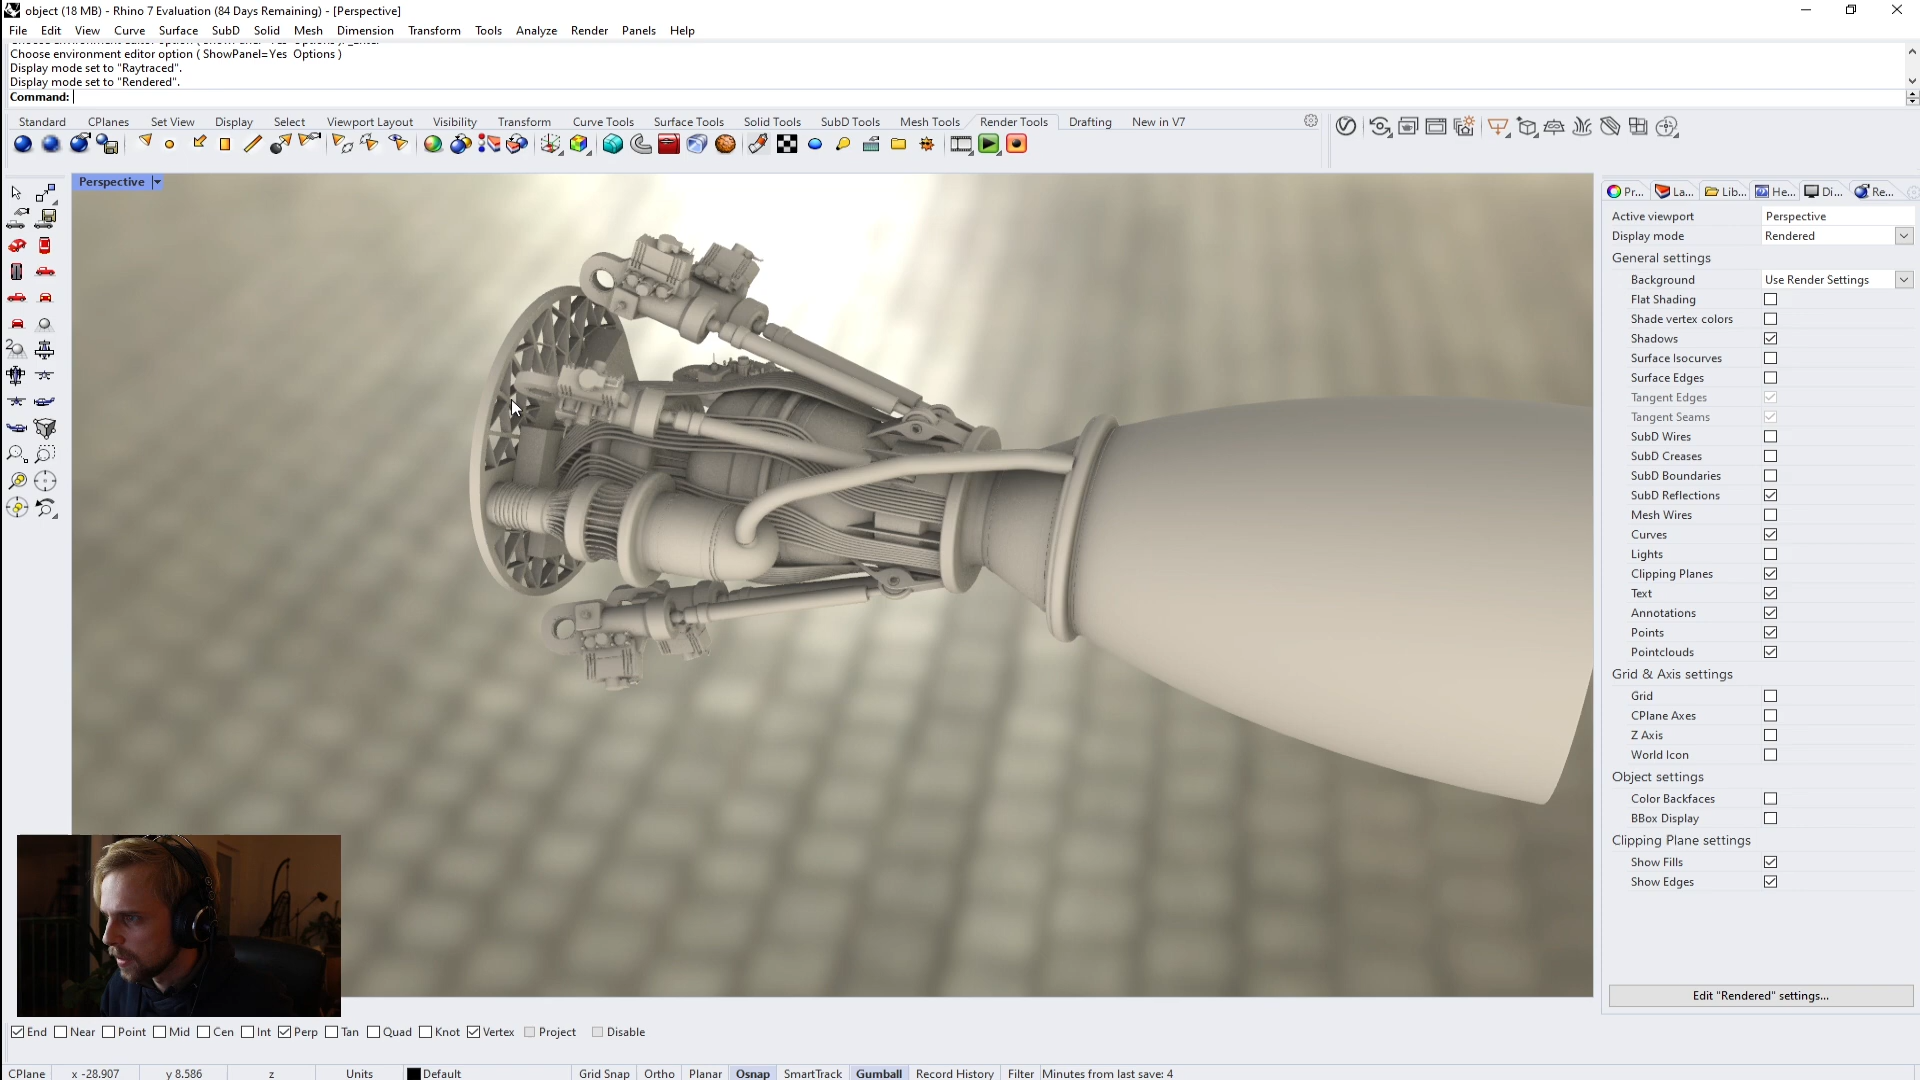 object (18 MB) - Rhino 7 Evaluation (84 Days Remaining) - [Perspective]
File Edit View Curve Surface SubD Solid Mesh Dimension Transform Tools Analyze Render Panels Help
Choose environment editor option ( ShowPanel=Yes Options )
Display mode set to "Raytraced".
Display mode set to "Rendered".
Command:
Standard CPlanes Set View Display Select Viewport Layout Visibility Transform Curve Tools Surface Tools Solid Tools SubD Tools Mesh Tools Render Tools Drafting New in V7
Perspective
Pr... La... Lib... He... Di... Re...
Active viewport Perspective
Display mode Rendered
General settings
Background Use Render Settings
Flat Shading
Shade vertex colors
Shadows
Surface Isocurves
Surface Edges
Tangent Edges
Tangent Seams
SubD Wires
SubD Creases
SubD Boundaries
SubD Reflections
Mesh Wires
Curves
Lights
Clipping Planes
Text
Annotations
Points
Pointclouds
Grid & Axis settings
Grid
CPlane Axes
Z Axis
World Icon
Object settings
Color Backfaces
BBox Display
Clipping Plane settings
Show Fills
Show Edges
Edit "Rendered" settings...
End Near Point Mid Cen Int Perp Tan Quad Knot Vertex Project Disable
CPlane x -28.907 y 8.586 z Units Default Grid Snap Ortho Planar Osnap SmartTrack Gumball Record History Filter Minutes from last save: 4